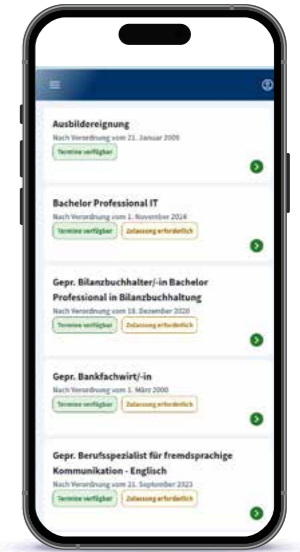 Ausbildereignung
Nach Verordnung vom 21. Januar 2009
Termine verfügbar
Bachelor Professional IT
Nach Verordnung vom 1. November 2024
Termine verfügbar Zulassung erforderlich
Gepr. Bilanzbuchhalter/-in Bachelor
Professional in Bilanzbuchhaltung
Nach Verordnung vom 18. Dezember 2020
Termine verfügbar Zulassung erforderlich
Gepr. Bankfachwirt/-in
Nach Verordnung vom 1. März 2000
Termine verfügbar Zulassung erforderlich
Gepr. Berufsspezialist für fremdsprachige
Kommunikation - Englisch
Nach Verordnung vom 21. September 2023
Termine verfügbar Zulassung erforderlich